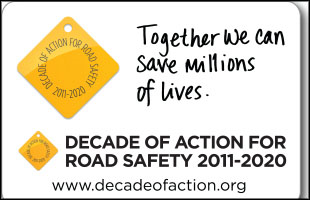 DECADE OF ACTION FOR ROAD SAFETY
2011-2020
Together we can
save millions
of lives.
DECADE OF ACTION FOR
ROAD SAFETY 2011-2020
www.decadeofaction.org